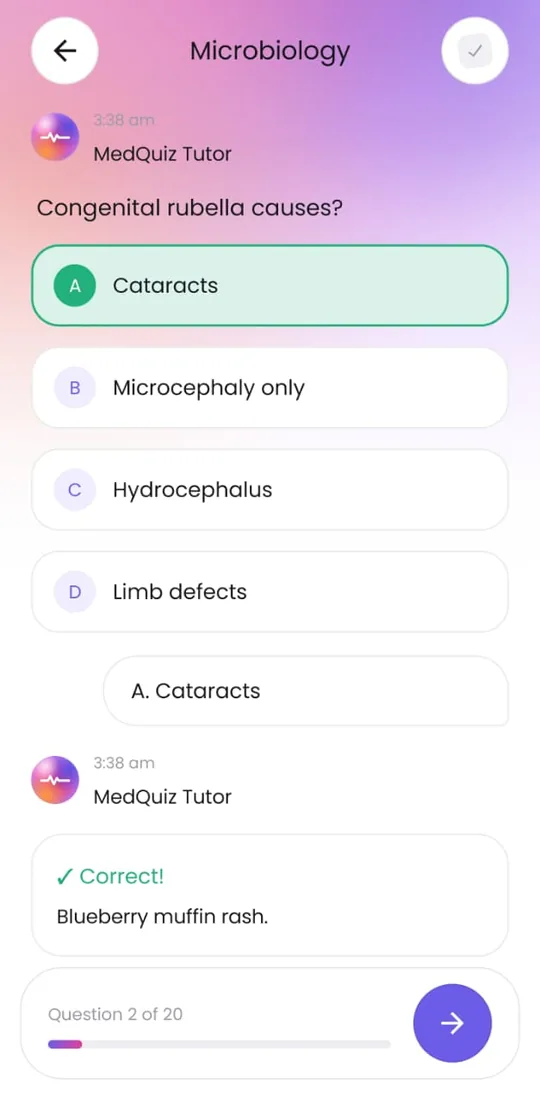 Microbiology
3:38 am
MedQuiz Tutor
Congenital rubella causes?
A Cataracts
B Microcephaly only
C Hydrocephalus
D Limb defects
A. Cataracts
3:38 am
MedQuiz Tutor
✓ Correct!
Blueberry muffin rash.
Question 2 of 20